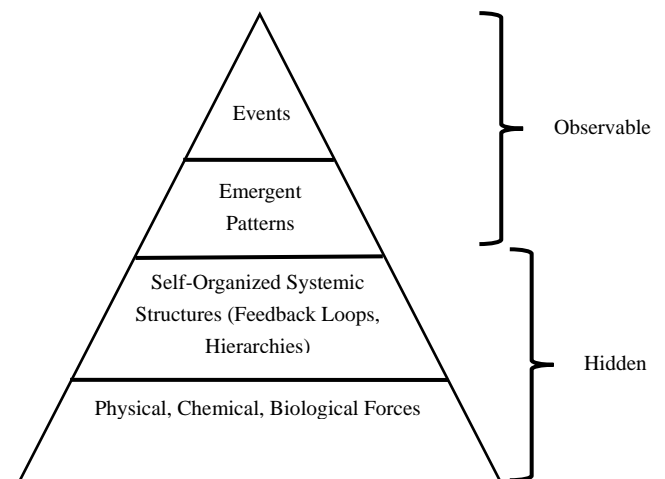 Events
Observable
Emergent
Patterns
Self-Organized Systemic
Structures (Feedback Loops,
Hierarchies)
Hidden
Physical, Chemical, Biological Forces